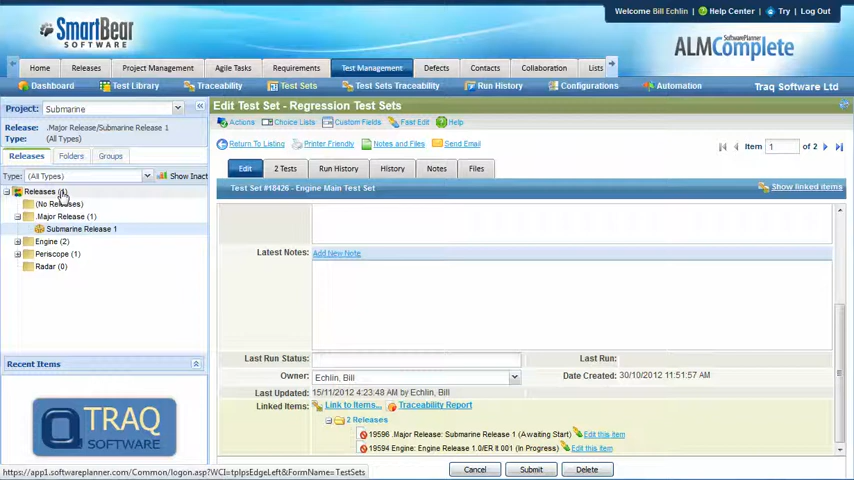 SMARTBEAR
SOFTWARE
Welcome Bill Echlin Help Center Try Log Out
ALMComplete
Home Releases Project Management Agile Tasks Requirements Test Management Defects Contacts Collaboration Lists
Dashboard Test Library Traceability Test Sets Test Sets Traceability Run History Configurations Automation Traq Software Ltd
Project: Submarine
Edit Test Set - Regression Test Sets
Release: .Major Release/Submarine Release 1
Type: (All Types)
Actions Choice Lists Custom Fields Fast Edit Help
Return To Listing Printer Friendly Notes and Files Send Email
Item 1 of 2
Releases Folders Groups
Edit 2 Tests Run History History Notes Files
Type: (All Types) Show Inact
Test Set #18426 - Engine Main Test Set
Show linked items
Releases
(No Releases)
.Major Release (1)
Submarine Release 1
Engine (2)
Periscope (1)
Radar (0)
Latest Notes: Add New Note
Recent Items
Last Run Status: Last Run:
Owner: Echlin, Bill Date Created: 30/10/2012 11:51:57 AM
Last Updated: 15/11/2012 4:23:48 AM by Echlin, Bill
Linked Items: Link to Items... Traceability Report
2 Releases
19596 .Major Release: Submarine Release 1 (Awaiting Start) Edit this item
19594 Engine: Engine Release 1.0/ER It 001 (In Progress) Edit this item
TRAQ
SOFTWARE
Cancel Submit Delete
https://app1.softwareplanner.com/Common/logon.asp?WCI=tplpsEdgeLeft&FormName=TestSets